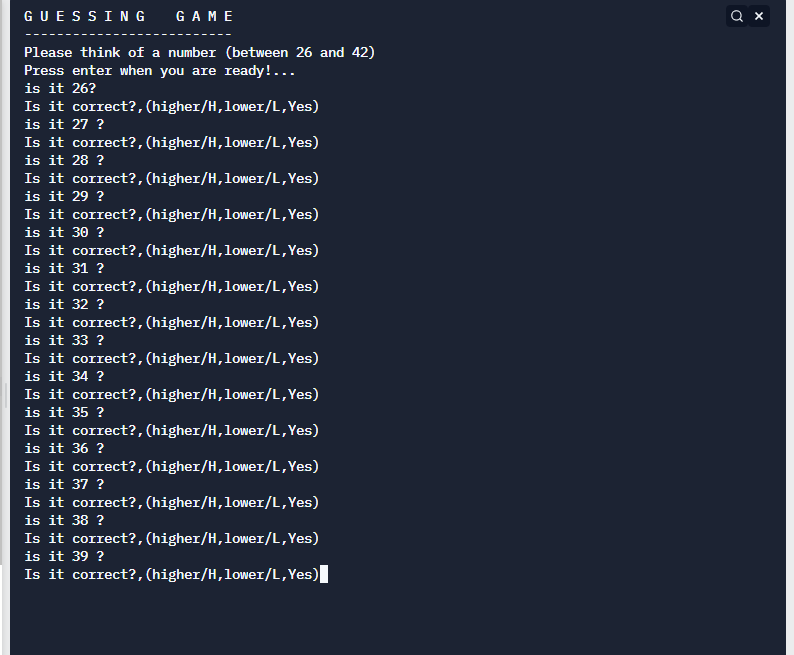 G U E S S I N G   G A M E
--------------------------
Please think of a number (between 26 and 42)
Press enter when you are ready!...
is it 26?
Is it correct?,(higher/H,lower/L,Yes)
is it 27 ?
Is it correct?,(higher/H,lower/L,Yes)
is it 28 ?
Is it correct?,(higher/H,lower/L,Yes)
is it 29 ?
Is it correct?,(higher/H,lower/L,Yes)
is it 30 ?
Is it correct?,(higher/H,lower/L,Yes)
is it 31 ?
Is it correct?,(higher/H,lower/L,Yes)
is it 32 ?
Is it correct?,(higher/H,lower/L,Yes)
is it 33 ?
Is it correct?,(higher/H,lower/L,Yes)
is it 34 ?
Is it correct?,(higher/H,lower/L,Yes)
is it 35 ?
Is it correct?,(higher/H,lower/L,Yes)
is it 36 ?
Is it correct?,(higher/H,lower/L,Yes)
is it 37 ?
Is it correct?,(higher/H,lower/L,Yes)
is it 38 ?
Is it correct?,(higher/H,lower/L,Yes)
is it 39 ?
Is it correct?,(higher/H,lower/L,Yes)